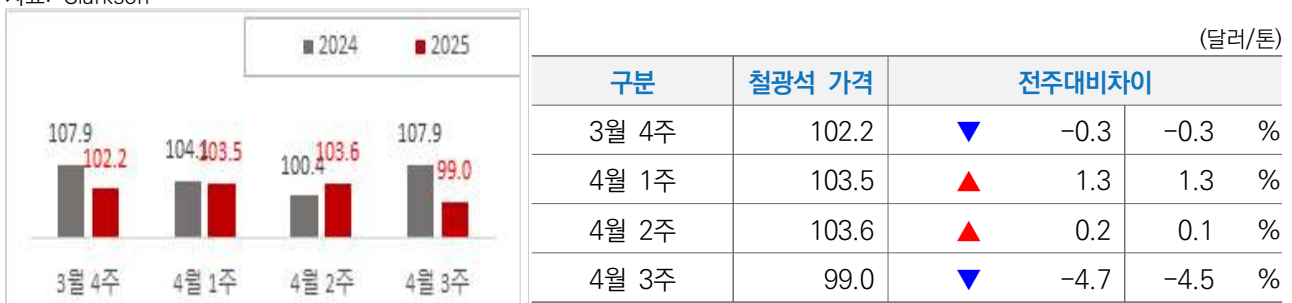 자료: Clarkson
■ 2024 ■ 2025
107.9 102.2 104.1 103.5 100.4 103.6 107.9 99.0
3월 4주 4월 1주 4월 2주 4월 3주
(달러/톤)
구분 철광석 가격 전주대비차이
3월 4주 102.2 ▼ -0.3 -0.3 %
4월 1주 103.5 ▲ 1.3 1.3 %
4월 2주 103.6 ▲ 0.2 0.1 %
4월 3주 99.0 ▼ -4.7 -4.5 %